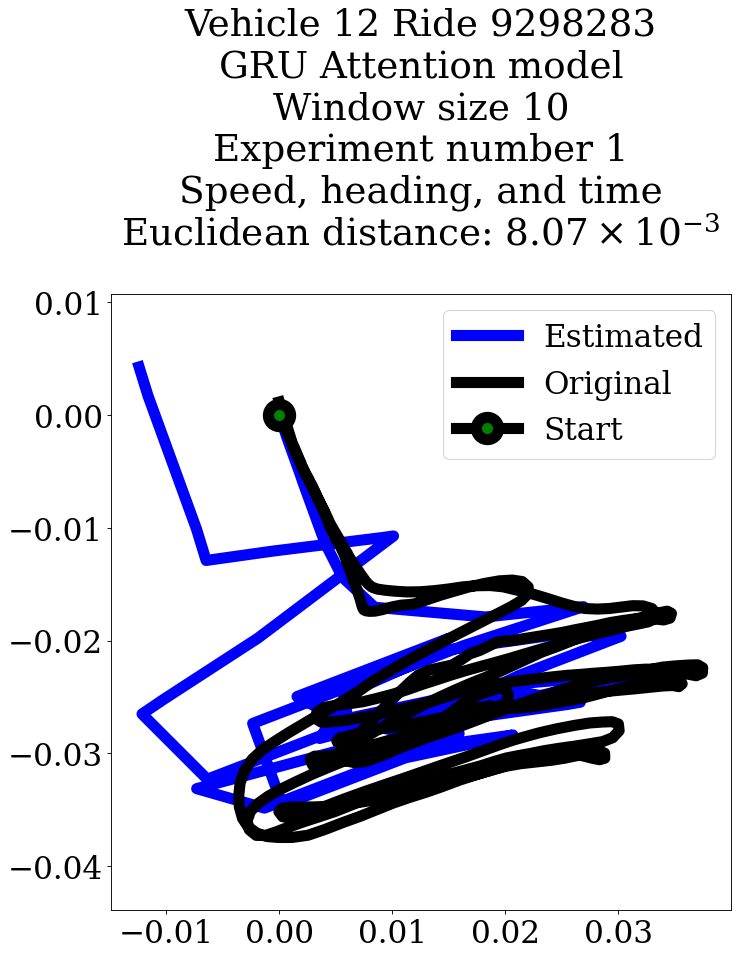 Vehicle 12 Ride 9298283
GRU Attention model
Window size 10
Experiment number 1
Speed, heading, and time
Euclidean distance: 8.07 × 10⁻³
0.01
0.00
−0.01
−0.02
−0.03
−0.04
Estimated
Original
Start
−0.01 0.00 0.01 0.02 0.03